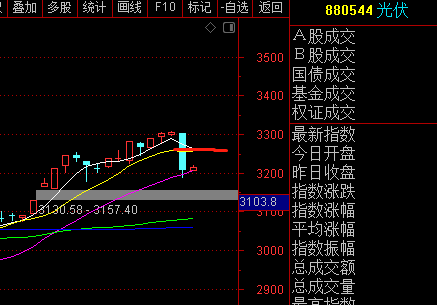 叠加 多股 统计 画线 F10 标记 -自选 返回
880544 光伏
A股成交
B股成交
国债成交
基金成交
权证成交
最新指数
今日开盘
昨日收盘
指数涨跌
指数涨幅
平均涨幅
指数振幅
总成交额
总成交量
最高指数
3500
3400
3300
3200
3103.8
3100
3000
2900
3130.58 - 3157.40